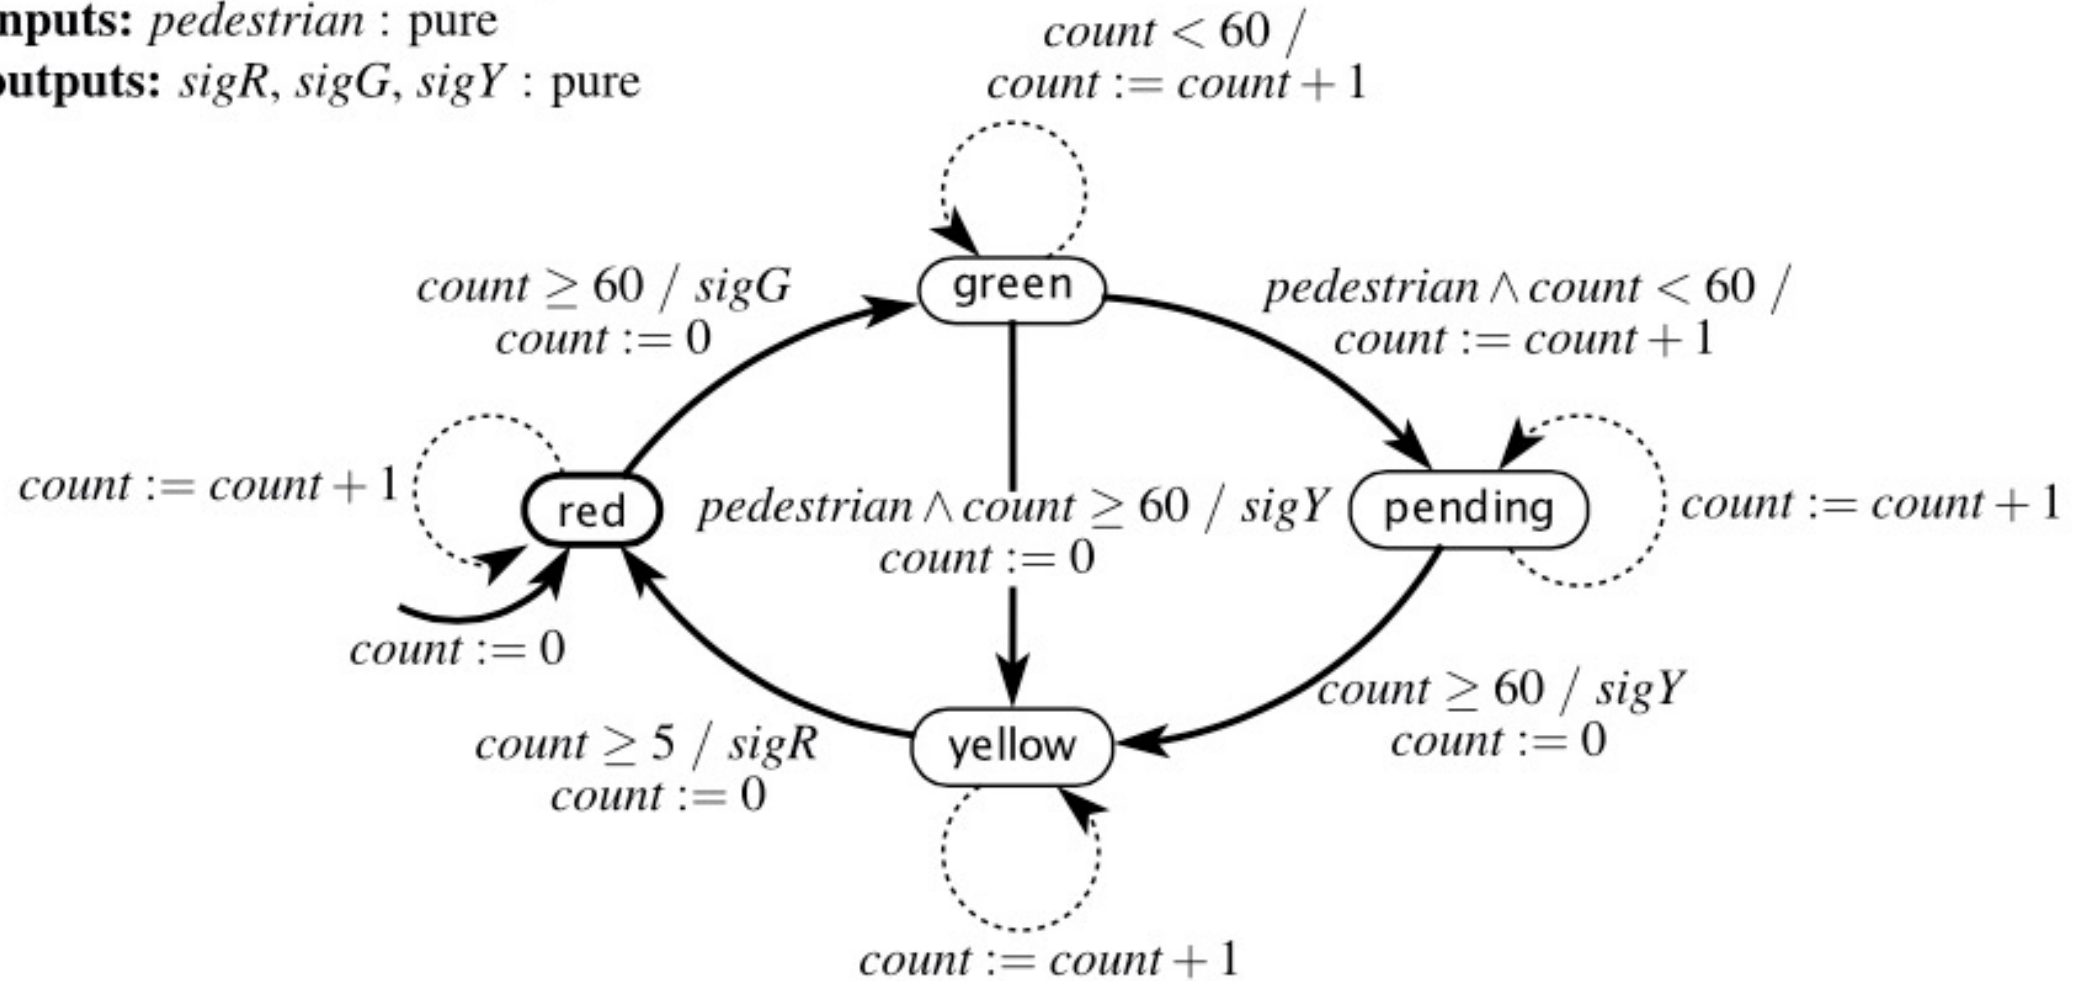 nputs: pedestrian : pure
outputs: sigR, sigG, sigY : pure
count < 60 /
count := count + 1
green
count ≥ 60 / sigG
count := 0
pedestrian ∧ count < 60 /
count := count + 1
count := count + 1
red
pedestrian ∧ count ≥ 60 / sigY
count := 0
pending
count := count + 1
count := 0
count ≥ 5 / sigR
count := 0
yellow
count ≥ 60 / sigY
count := 0
count := count + 1